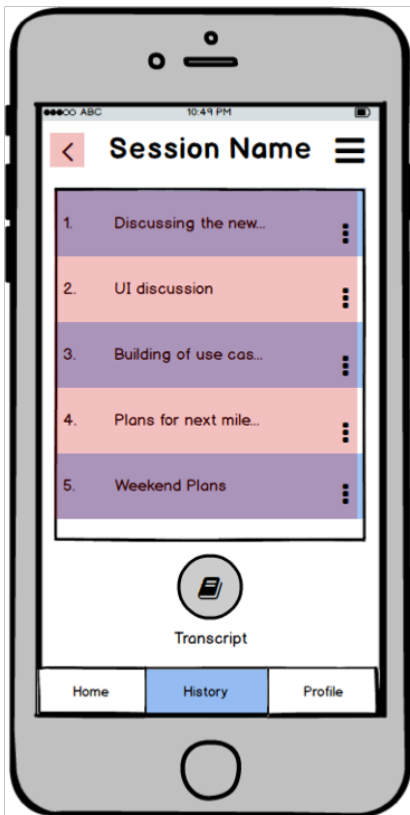 ABC 10:49 PM
< Session Name
1. Discussing the new...
2. UI discussion
3. Building of use cas...
4. Plans for next mile...
5. Weekend Plans
Transcript
Home History Profile